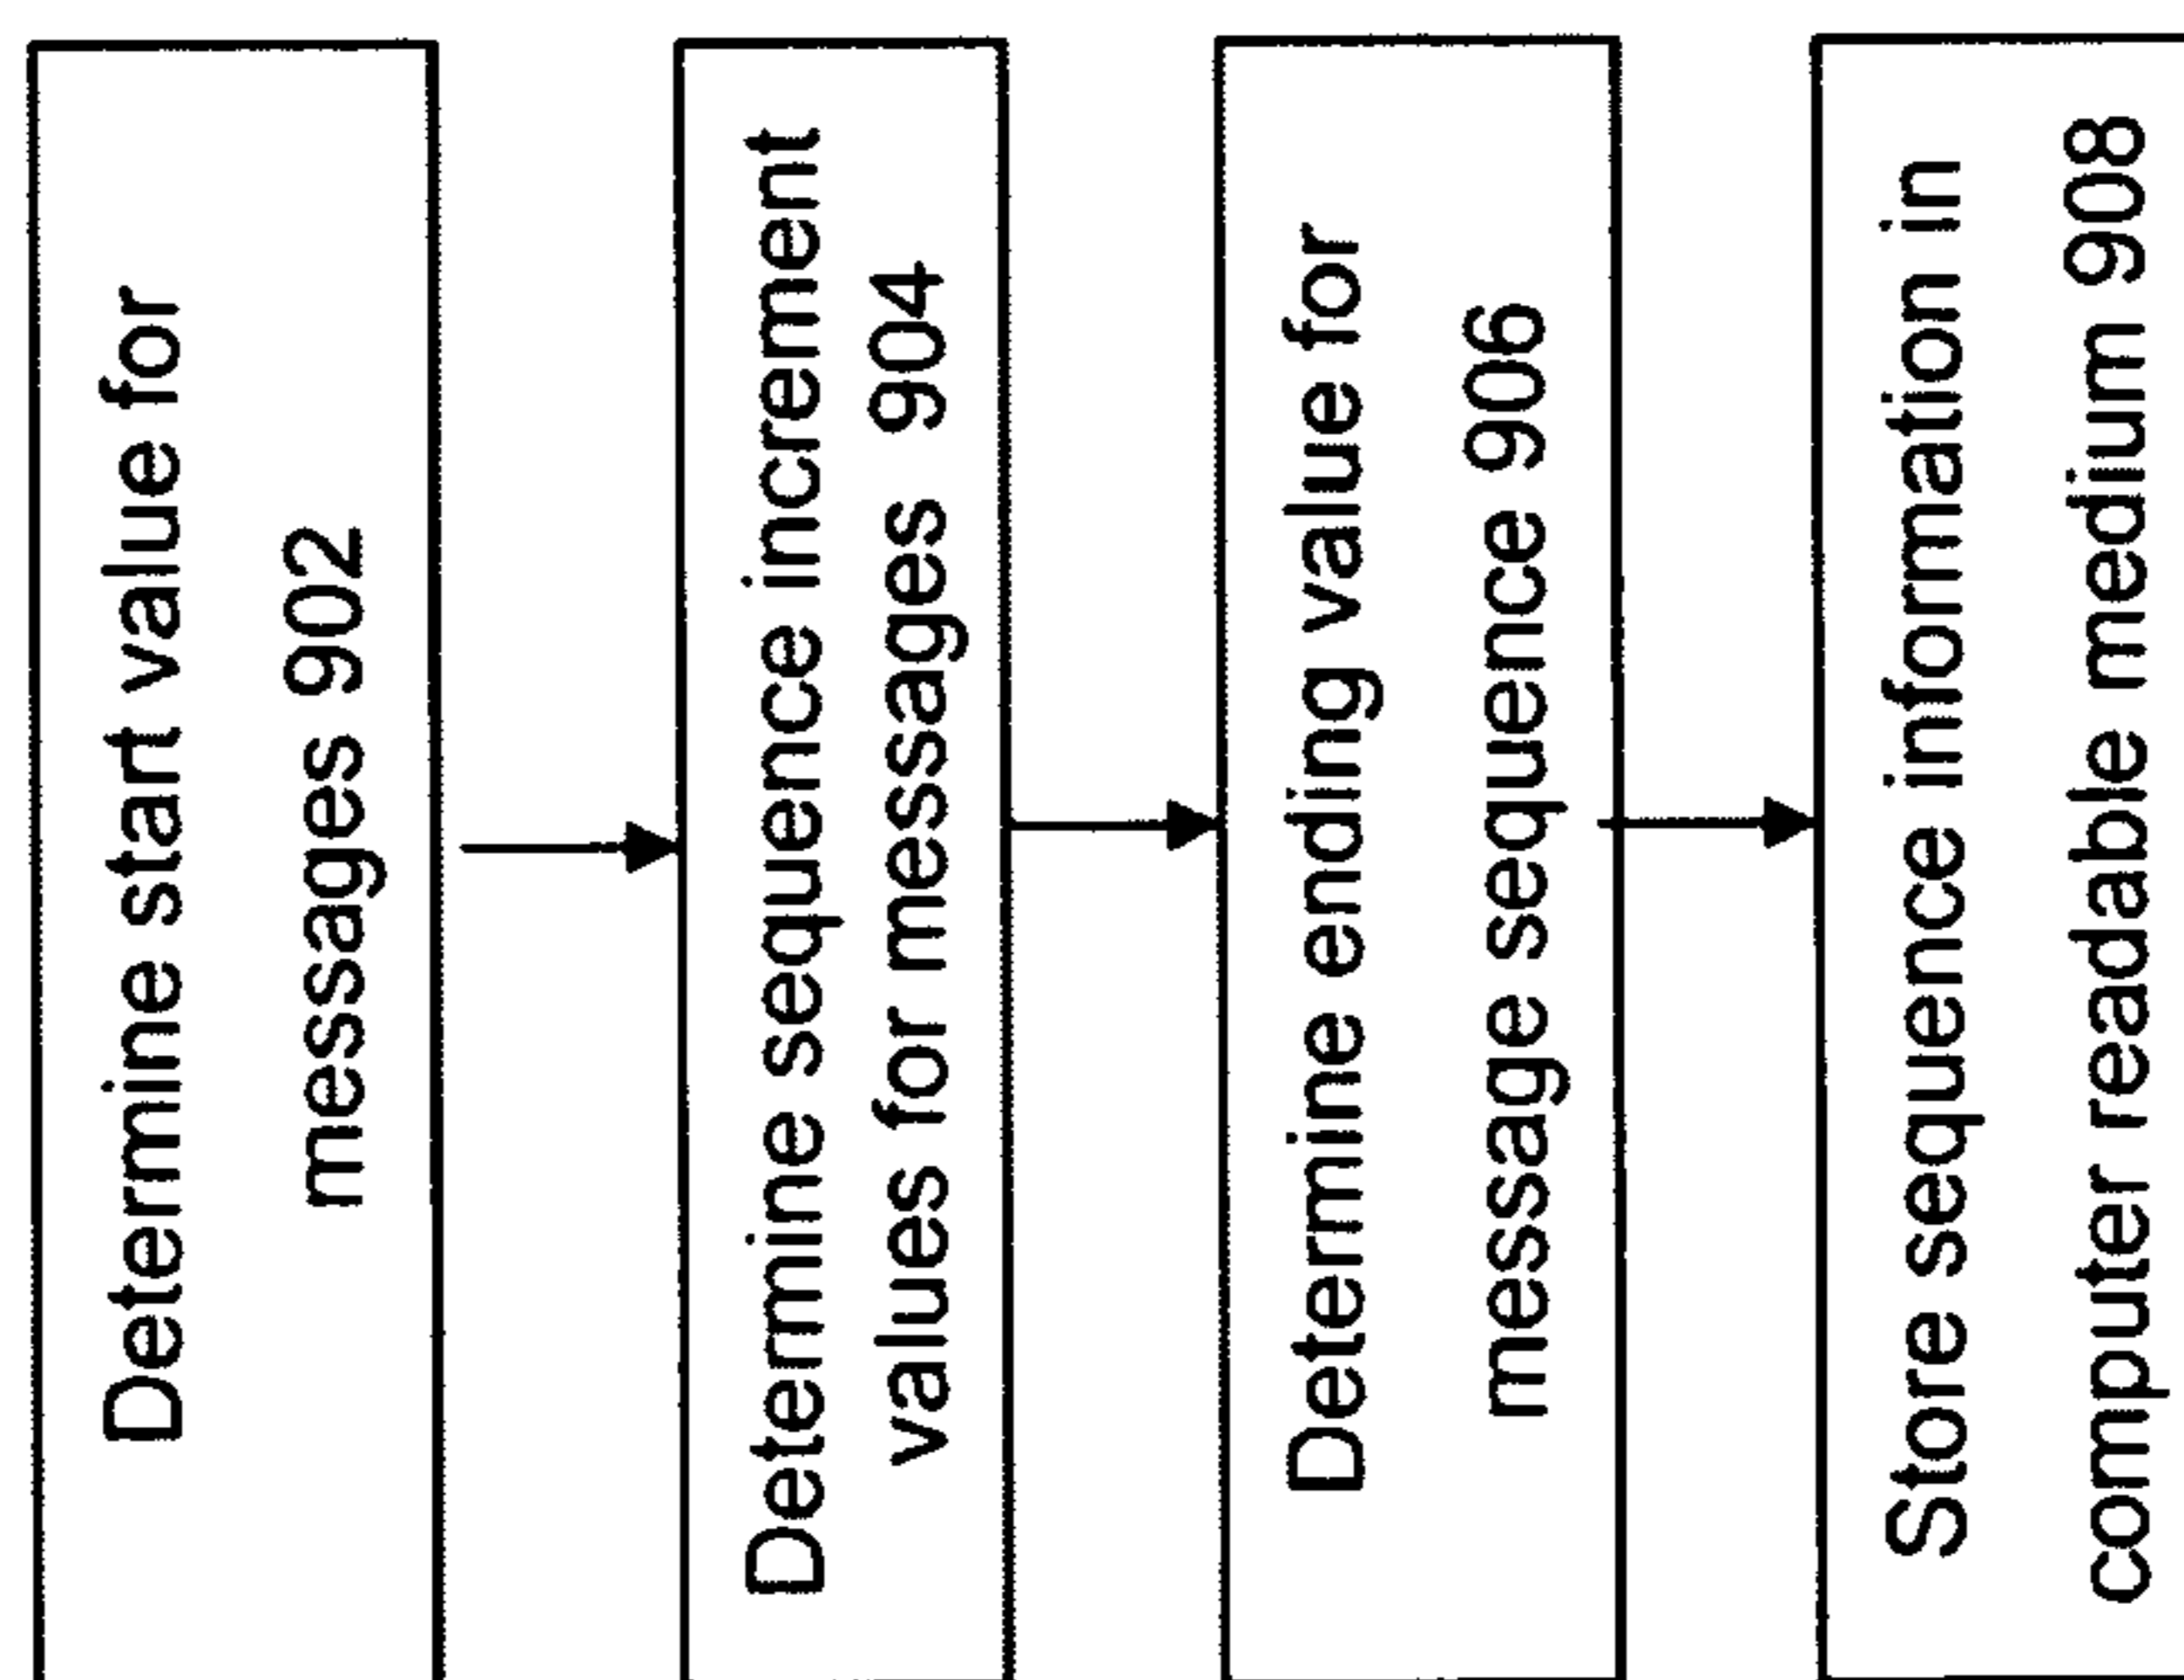 Determine start value for
messages 902
Determine sequence increment
values for messages 904
Determine ending value for
message sequence 906
Store sequence information in
computer readable medium 908